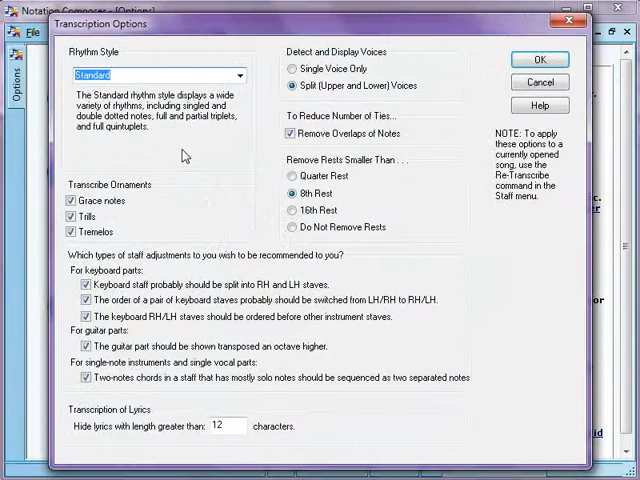 Notation Composer - [Options]
File
Options
Transcription Options
Rhythm Style
Standard
The Standard rhythm style displays a wide
variety of rhythms, including singled and
double dotted notes, full and partial triplets,
and full quintuplets.
Transcribe Ornaments
Grace notes
Trills
Tremelos
Detect and Display Voices
Single Voice Only
Split (Upper and Lower) Voices
To Reduce Number of Ties...
Remove Overlaps of Notes
Remove Rests Smaller Than . . .
Quarter Rest
8th Rest
16th Rest
Do Not Remove Rests
OK
Cancel
Help
NOTE: To apply
these options to a
currently opened
song, use the
Re-Transcribe
command in the
Staff menu.
Which types of staff adjustments to you wish to be recommended to you?
For keyboard parts:
Keyboard staff probably should be split into RH and LH staves.
The order of a pair of keyboard staves probably should be switched from LH/RH to RH/LH.
The keyboard RH/LH staves should be ordered before other instrument staves.
For guitar parts:
The guitar part should be shown transposed an octave higher.
For single-note instruments and single vocal parts:
Two-notes chords in a staff that has mostly solo notes should be sequenced as two separated notes
Transcription of Lyrics
Hide lyrics with length greater than: 12 characters.